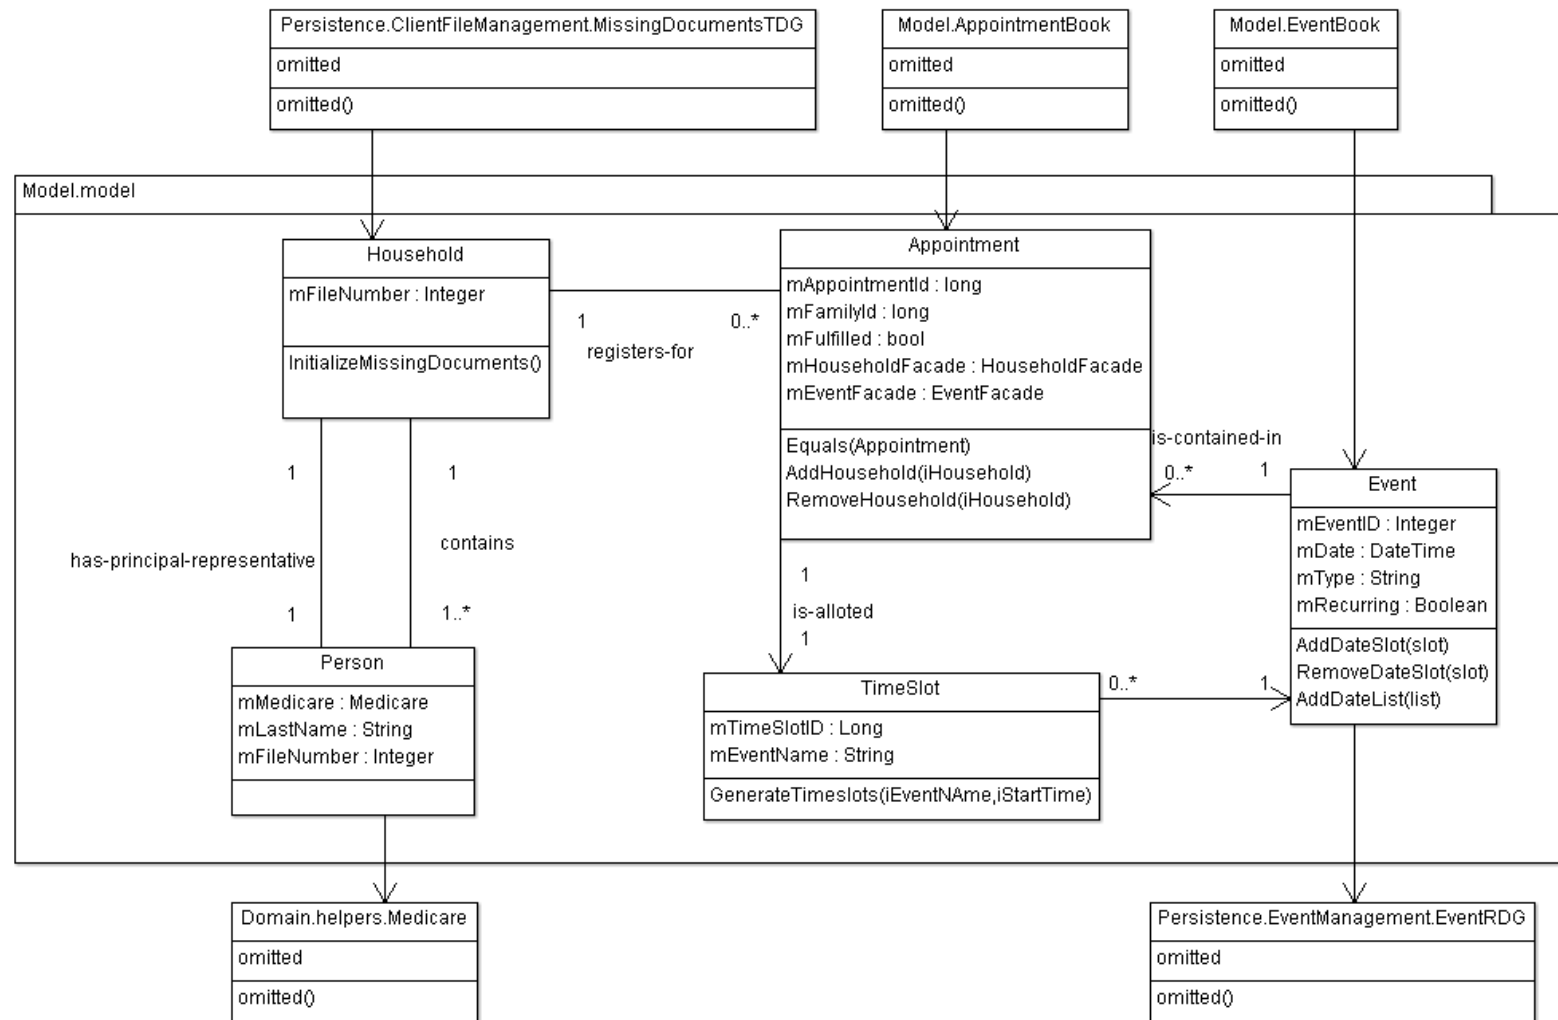 Persistence.ClientFileManagement.MissingDocumentsTDG
omitted
omitted()
Model.AppointmentBook
omitted
omitted()
Model.EventBook
omitted
omitted()
Model.model
Household
mFileNumber : Integer
InitializeMissingDocuments()
1
0..*
registers-for
Appointment
mAppointmentId : long
mFamilyId : long
mFulfilled : bool
mHouseholdFacade : HouseholdFacade
mEventFacade : EventFacade
Equals(Appointment)
AddHousehold(iHousehold)
RemoveHousehold(iHousehold)
is-contained-in
0..*
1
Event
mEventID : Integer
mDate : DateTime
mType : String
mRecurring : Boolean
AddDateSlot(slot)
RemoveDateSlot(slot)
AddDateList(list)
1
1
has-principal-representative
contains
1
1..*
1
is-alloted
1
Person
mMedicare : Medicare
mLastName : String
mFileNumber : Integer
TimeSlot
mTimeSlotID : Long
mEventName : String
GenerateTimeslots(iEventNAme,iStartTime)
0..*
1
Domain.helpers.Medicare
omitted
omitted()
Persistence.EventManagement.EventRDG
omitted
omitted()